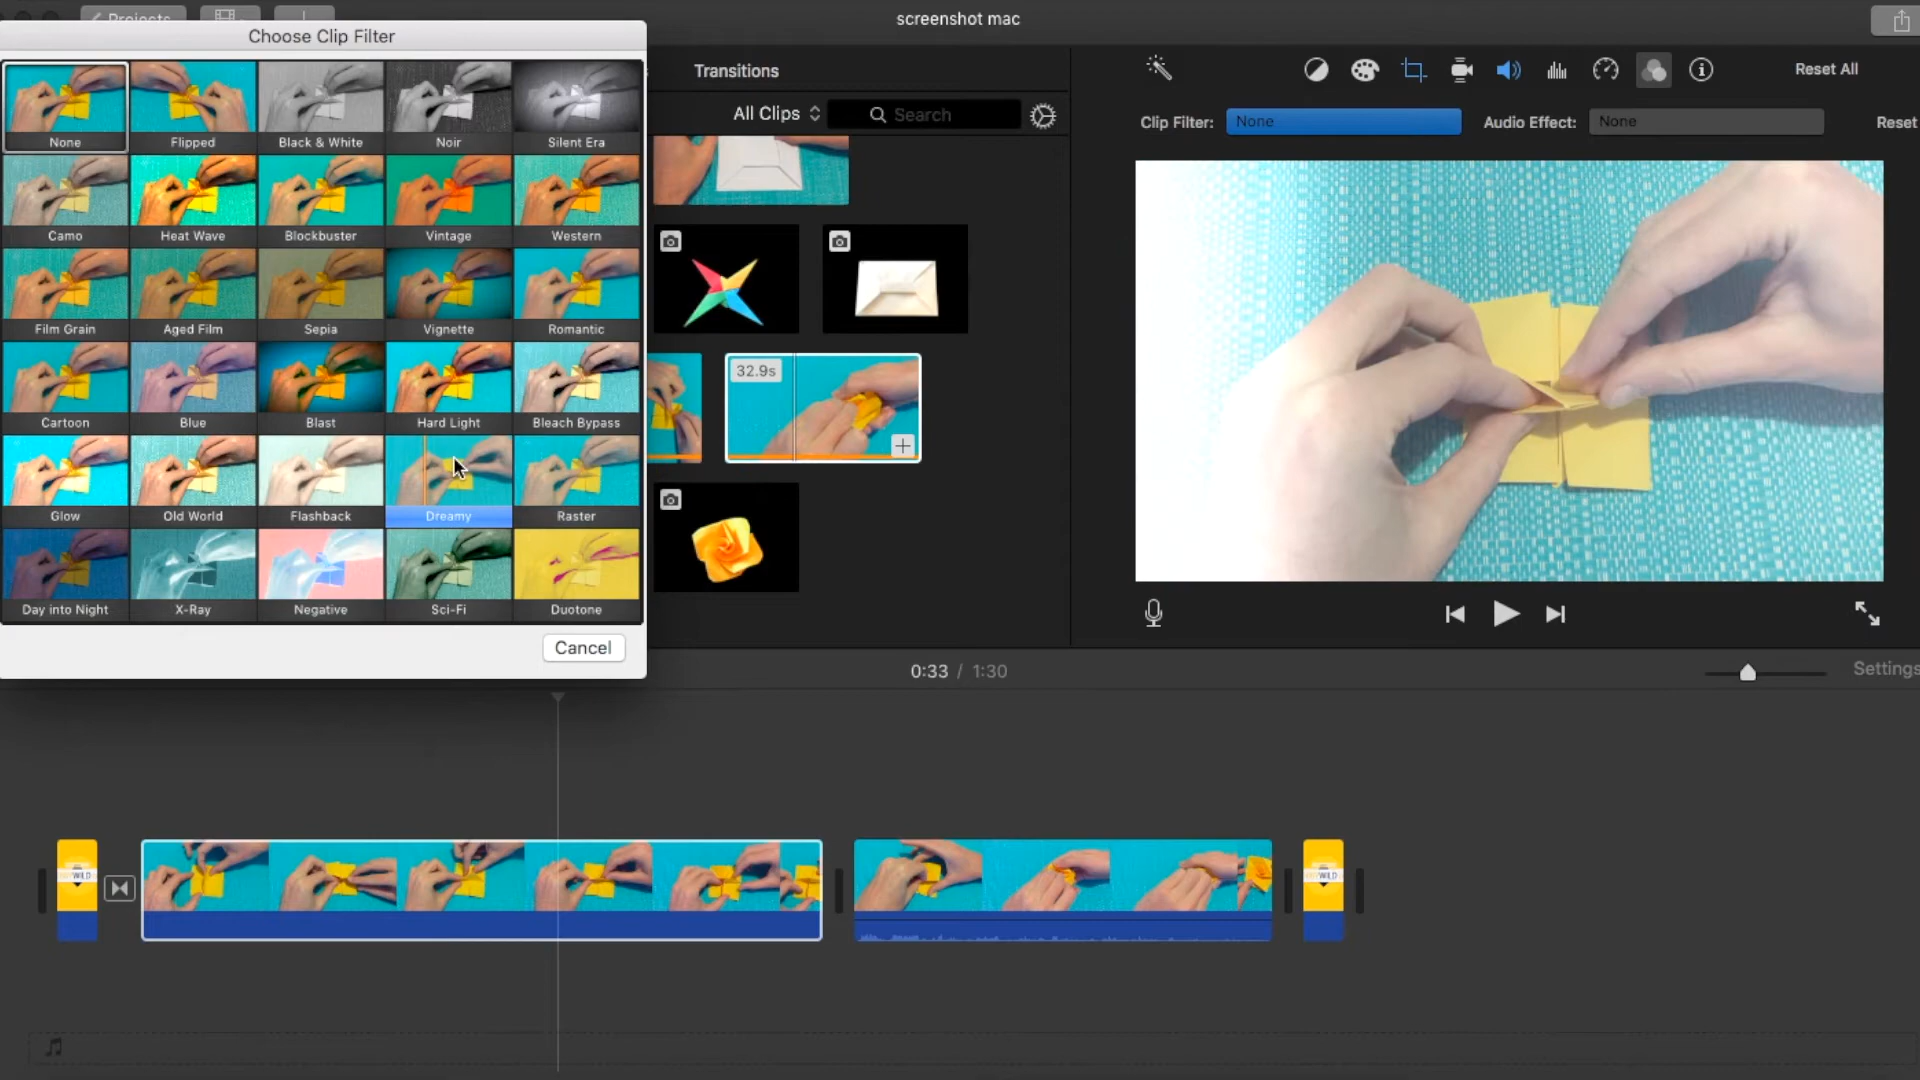 Projects
screenshot mac
Choose Clip Filter
None
Flipped
Black & White
Noir
Silent Era
Camo
Heat Wave
Blockbuster
Vintage
Western
Film Grain
Aged Film
Sepia
Vignette
Romantic
Cartoon
Blue
Blast
Hard Light
Bleach Bypass
Glow
Old World
Flashback
Dreamy
Raster
Day into Night
X-Ray
Negative
Sci-Fi
Duotone
Cancel
Transitions
All Clips
Search
32.9s
Reset All
Clip Filter: None Audio Effect: None Reset
0:33 / 1:30
Settings
WILD
WILD